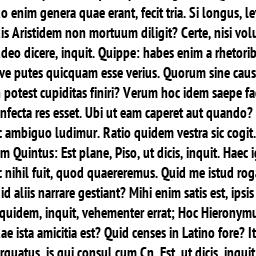 o enim genera quae erant, fecit tria. Si longus, lev
is Aristidem non mortuum diligit? Certe, nisi volu
deo dicere, inquit. Quippe: habes enim a rhetorib
ve putes quicquam esse verius. Quorum sine caus
potest cupiditas finiri? Verum hoc idem saepe fa
nfecta res esset. Ubi ut eam caperet aut quando?
ambiguo ludimur. Ratio quidem vestra sic cogit.
m Quintus: Est plane, Piso, ut dicis, inquit. Haec ig
nihil fuit, quod quaereremus. Quid me istud roga
id aliis narrare gestiant? Mihi enim satis est, ipsis
quidem, inquit, vehementer errat; Hoc Hieronymu
ae ista amicitia est? Quid censes in Latino fore? It
rquatus, is qui consul cum Cn. Est, ut dicis, inquit